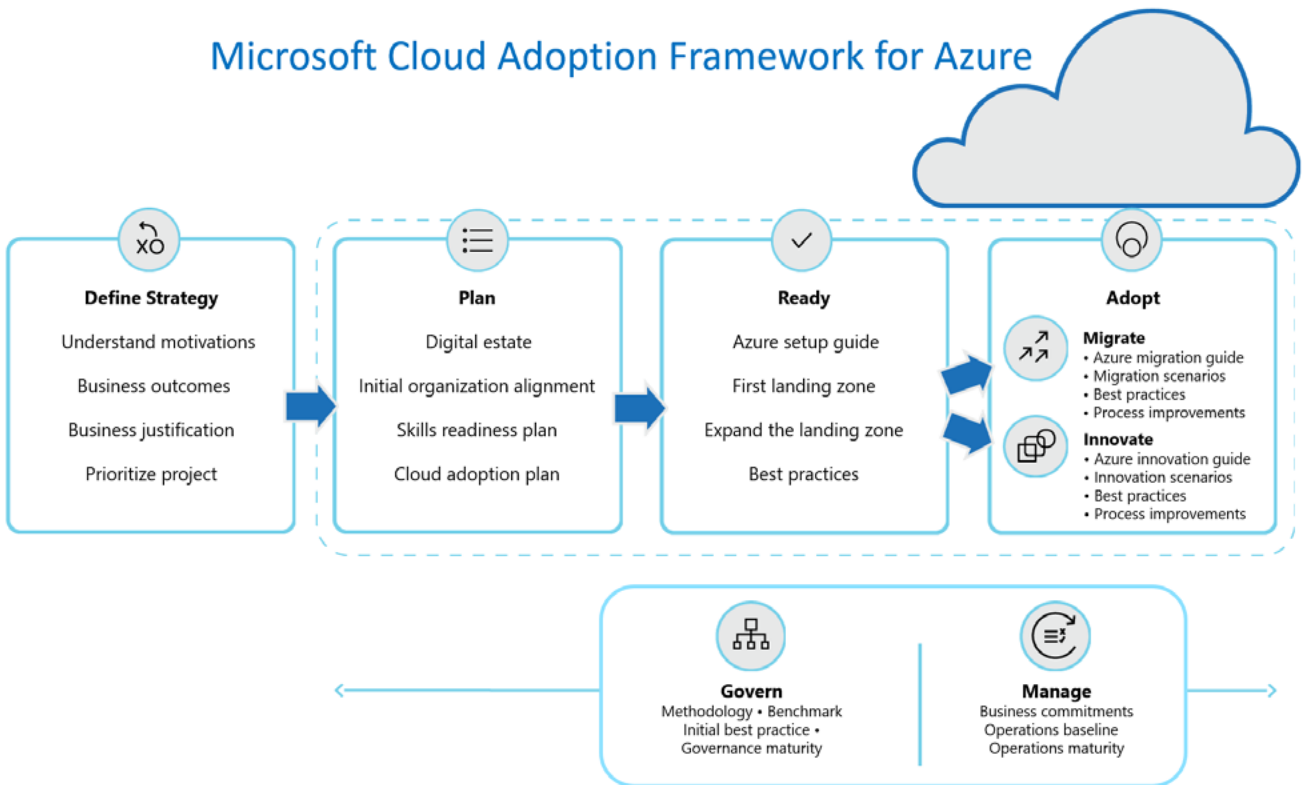 Microsoft Cloud Adoption Framework for Azure
XO
Define Strategy
Understand motivations
Business outcomes
Business justification
Prioritize project
Plan
Digital estate
Initial organization alignment
Skills readiness plan
Cloud adoption plan
Ready
Azure setup guide
First landing zone
Expand the landing zone
Best practices
Adopt
Migrate
• Azure migration guide
• Migration scenarios
• Best practices
• Process improvements
Innovate
• Azure innovation guide
• Innovation scenarios
• Best practices
• Process improvements
Govern
Methodology • Benchmark
Initial best practice •
Governance maturity
Manage
Business commitments
Operations baseline
Operations maturity